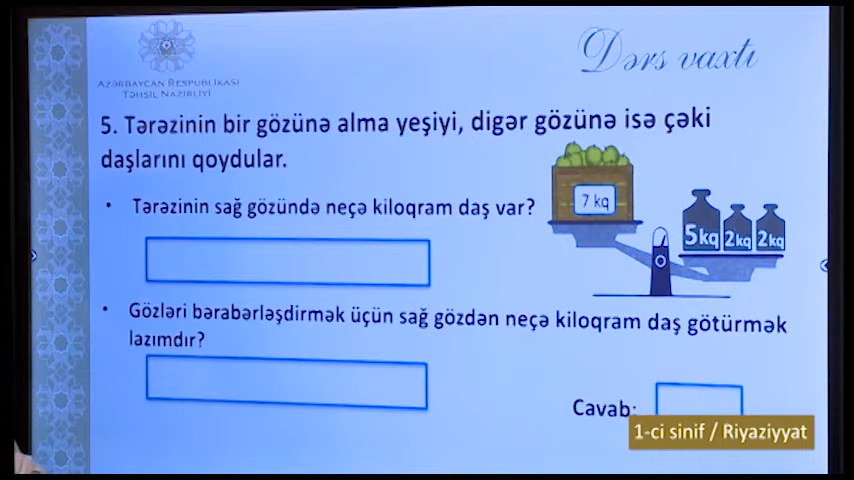 AZƏRBAYCAN RESPUBLİKASI
TƏHSİL NAZİRLİYİ
Dərs vaxtı
5. Tərəzinin bir gözünə alma yeşiyi, digər gözünə isə çəki
daşlarını qoydular.
• Tərəzinin sağ gözündə neçə kiloqram daş var?
7 kq
5kq 2kq 2kq
• Gözləri bərabərləşdirmək üçün sağ gözdən neçə kiloqram daş götürmək
lazımdır?
Cavab:
1-ci sinif / Riyaziyyat